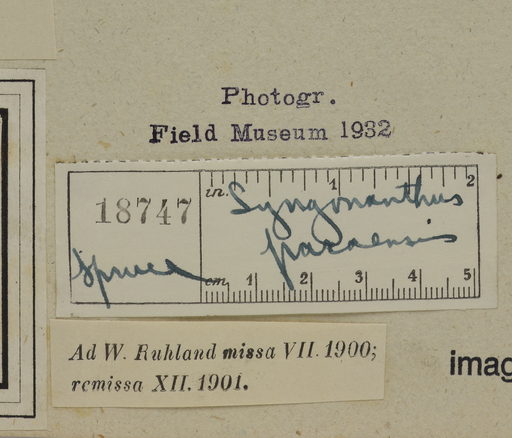 Photogr.
Field Museum 1932
in. 1 2
18747
Syngonanthus
paraensis
Spruce
cm 1 2 3 4 5
Ad W. Ruhland missa VII. 1900;
remissa XII. 1901.
imag